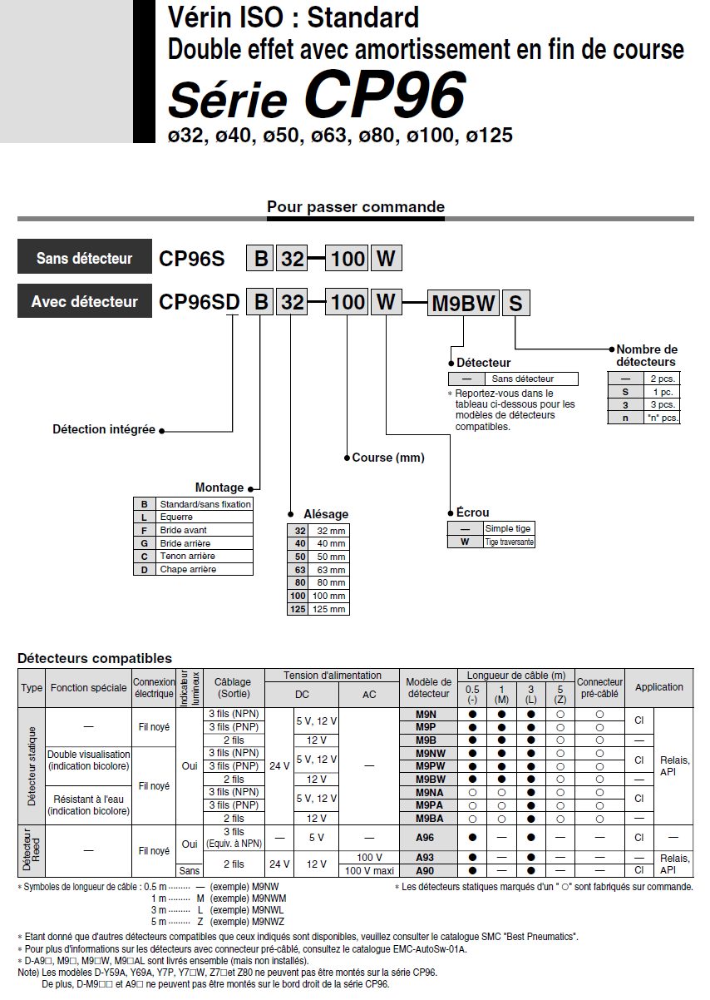 Vérin ISO : Standard
Double effet avec amortissement en fin de course
Série CP96
ø32, ø40, ø50, ø63, ø80, ø100, ø125
Pour passer commande
Sans détecteur CP96S B 32 — 100 W
Avec détecteur CP96SD B 32 — 100 W — M9BW S
Nombre de
détecteurs
— 2 pcs.
S 1 pc.
3 3 pcs.
n "n" pcs.
Détecteur
— Sans détecteur
* Reportez-vous dans le
tableau ci-dessous pour les
modèles de détecteurs
compatibles.
Détection intégrée
Course (mm)
Montage
B Standard/sans fixation
L Equerre
F Bride avant
G Bride arrière
C Tenon arrière
D Chape arrière
Alésage
32 32 mm
40 40 mm
50 50 mm
63 63 mm
80 80 mm
100 100 mm
125 125 mm
Écrou
— Simple tige
W Tige traversante
Détecteurs compatibles
Type Fonction spéciale Connexion électrique Indicateur lumineux Câblage (Sortie) Tension d'alimentation Modèle de détecteur Longueur de câble (m) Connecteur pré-câblé Application
DC AC 0.5 (-) 1 (M) 3 (L) 5 (Z)
Détecteur statique — Fil noyé Oui 3 fils (NPN) 24 V 5 V, 12 V — M9N ● ● ● ○ ○ CI Relais, API
3 fils (PNP) M9P ● ● ● ○ ○
2 fils 12 V M9B ● ● ● ○ ○ —
Double visualisation (indication bicolore) Fil noyé 3 fils (NPN) 5 V, 12 V M9NW ● ● ● ○ ○ CI
3 fils (PNP) M9PW ● ● ● ○ ○
2 fils 12 V M9BW ● ● ● ○ ○ —
Résistant à l'eau (indication bicolore) 3 fils (NPN) 5 V, 12 V M9NA ○ ○ ● ○ ○ CI
3 fils (PNP) M9PA ○ ○ ● ○ ○
2 fils 12 V M9BA ○ ○ ● ○ ○ —
Détecteur Reed — Fil noyé Oui 3 fils (Equiv. à NPN) — 5 V — A96 ● — ● — — CI —
2 fils 24 V 12 V 100 V A93 ● — ● — — — Relais, API
Sans 100 V maxi A90 ● — ● — — CI
* Symboles de longueur de câble : 0.5 m ········· — (exemple) M9NW
1 m ········· M (exemple) M9NWM
3 m ········· L (exemple) M9NWL
5 m ········· Z (exemple) M9NWZ
* Les détecteurs statiques marqués d'un " ○" sont fabriqués sur commande.
* Etant donné que d'autres détecteurs compatibles que ceux indiqués sont disponibles, veuillez consulter le catalogue SMC "Best Pneumatics".
* Pour plus d'informations sur les détecteurs avec connecteur pré-câblé, consultez le catalogue EMC-AutoSw-01A.
* D-A9□, M9□, M9□W, M9□AL sont livrés ensemble (mais non installés).
Note) Les modèles D-Y59A, Y69A, Y7P, Y7□W, Z7□et Z80 ne peuvent pas être montés sur la série CP96.
De plus, D-M9□□ et A9□ ne peuvent pas être montés sur le bord droit de la série CP96.